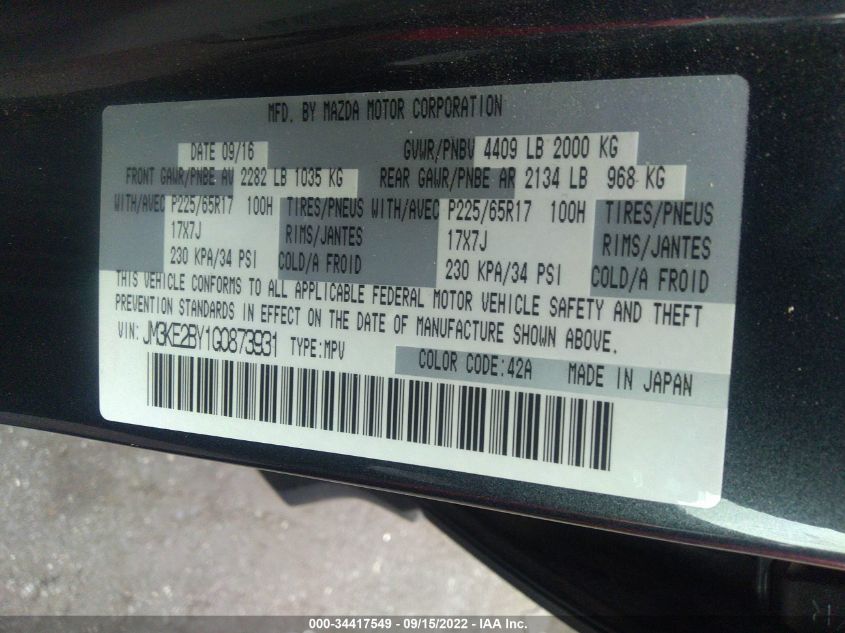 MFD. BY MAZDA MOTOR CORPORATION
DATE 09/16 GVWR/PNBV 4409 LB 2000 KG
FRONT GAWR/PNBE AV 2282 LB 1035 KG REAR GAWR/PNBE AR 2134 LB 968 KG
WITH/AVEC P225/65R17 100H TIRES/PNEUS WITH/AVEC P225/65R17 100H TIRES/PNEUS
17X7J RIMS/JANTES 17X7J RIMS/JANTES
230 KPA/34 PSI COLD/A FROID 230 KPA/34 PSI COLD/A FROID
THIS VEHICLE CONFORMS TO ALL APPLICABLE FEDERAL MOTOR VEHICLE SAFETY AND THEFT
PREVENTION STANDARDS IN EFFECT ON THE DATE OF MANUFACTURE SHOWN ABOVE.
VIN: JM3KE2BY1G0873931 TYPE:MPV
COLOR CODE:42A MADE IN JAPAN
000-34417549 - 09/15/2022 - IAA Inc.